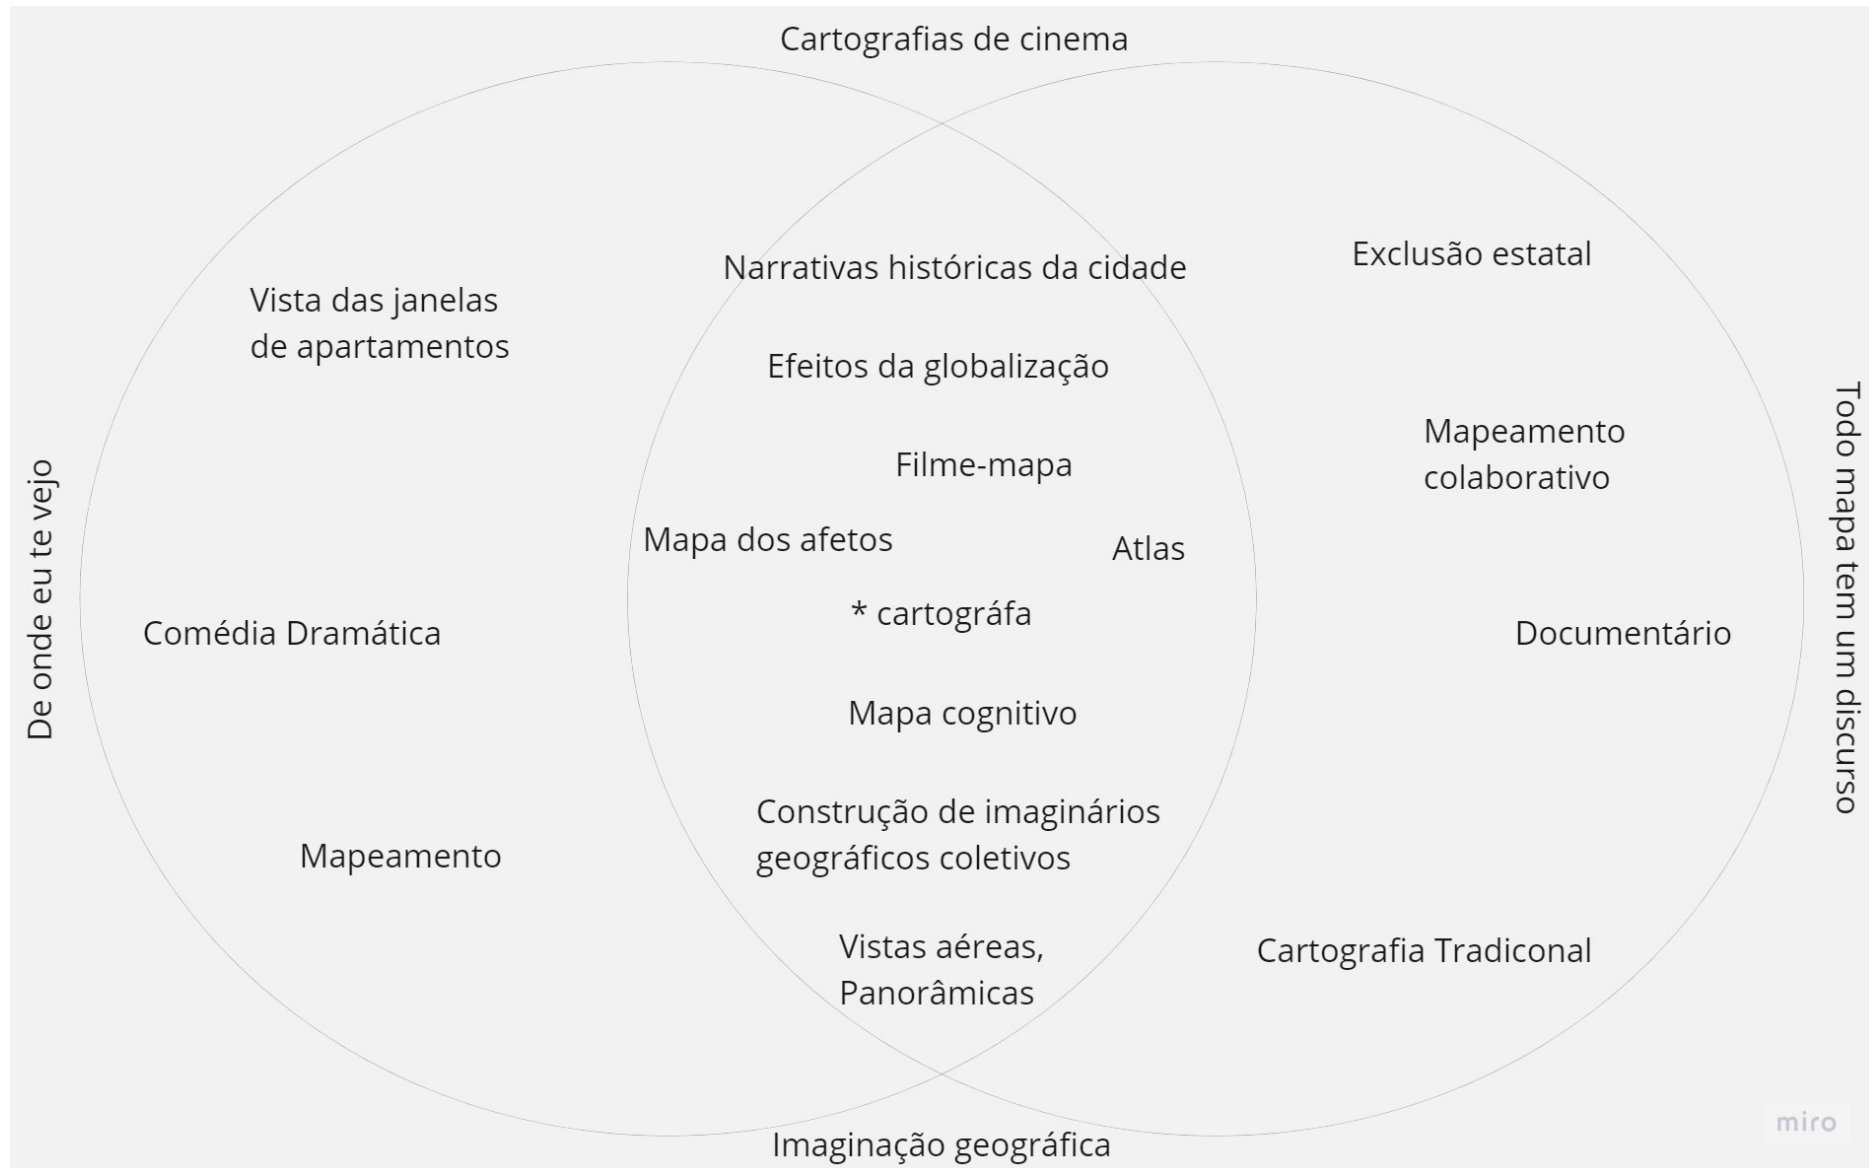 Cartografias de cinema
De onde eu te vejo
Vista das janelas
de apartamentos
Comédia Dramática
Mapeamento
Narrativas históricas da cidade
Efeitos da globalização
Filme-mapa
Mapa dos afetos
Atlas
* cartográfa
Mapa cognitivo
Construção de imaginários
geográficos coletivos
Vistas aéreas,
Panorâmicas
Exclusão estatal
Mapeamento
colaborativo
Documentário
Cartografia Tradiconal
Todo mapa tem um discurso
Imaginação geográfica
miro